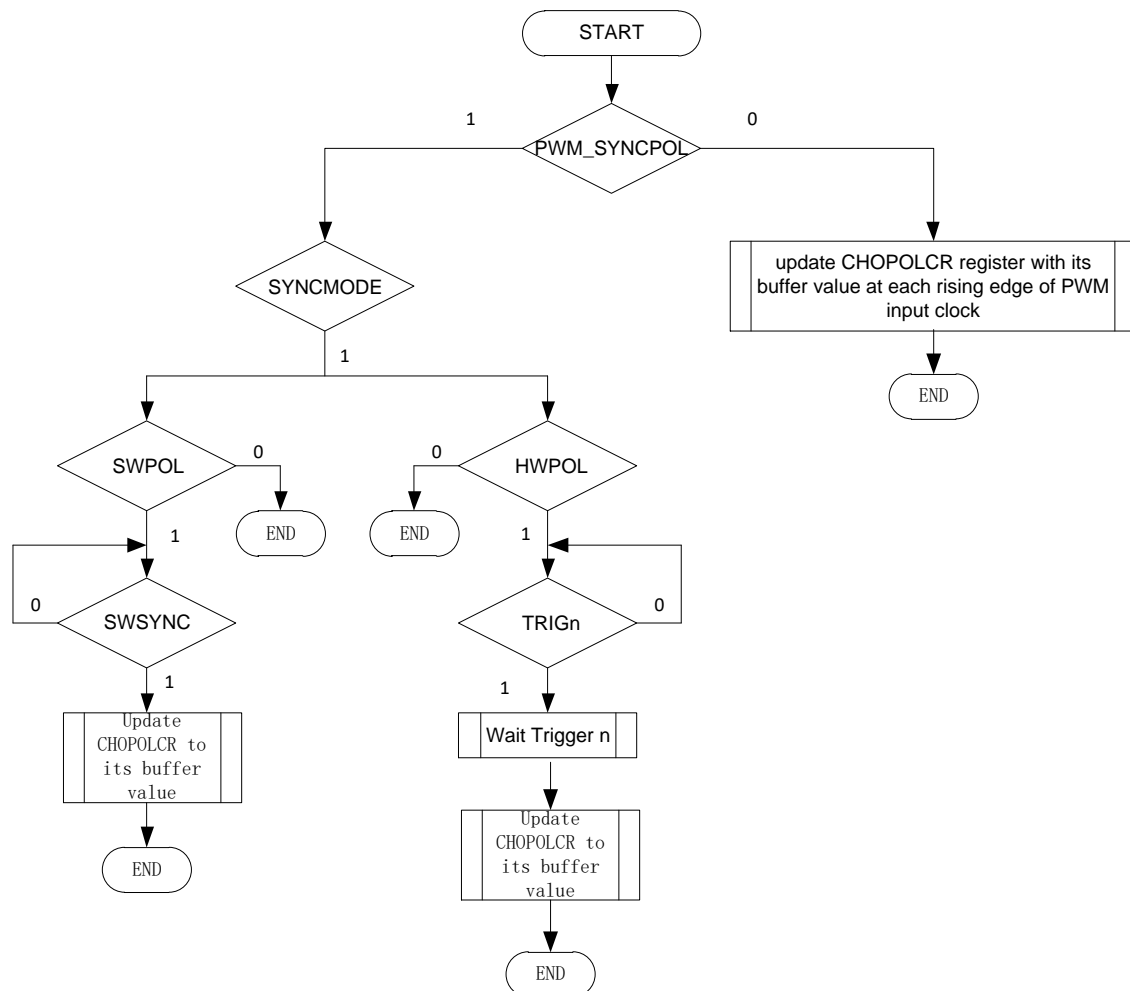 START
1
0
PWM_SYNCPOL
update CHOPOLCR register with its
buffer value at each rising edge of PWM
input clock
END
SYNCMODE
1
SWPOL
0
END
1
0
SWSYNC
1
Update
CHOPOLCR to
its buffer
value
END
0
HWPOL
END
1
TRIGn
0
1
Wait Trigger n
Update
CHOPOLCR to
its buffer
value
END